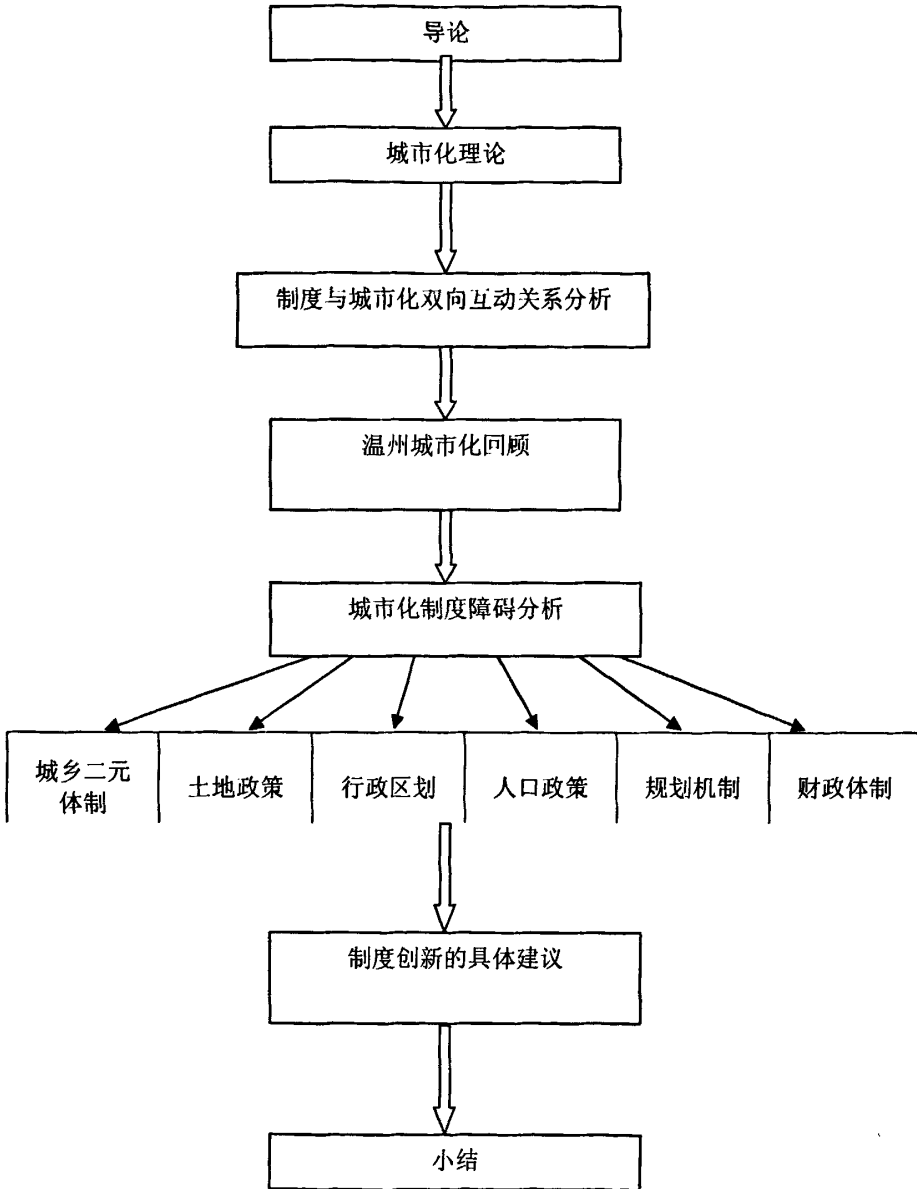 导论
城市化理论
制度与城市化双向互动关系分析
温州城市化回顾
城市化制度障碍分析
城乡二元
体制
土地政策
行政区划
人口政策
规划机制
财政体制
制度创新的具体建议
小结